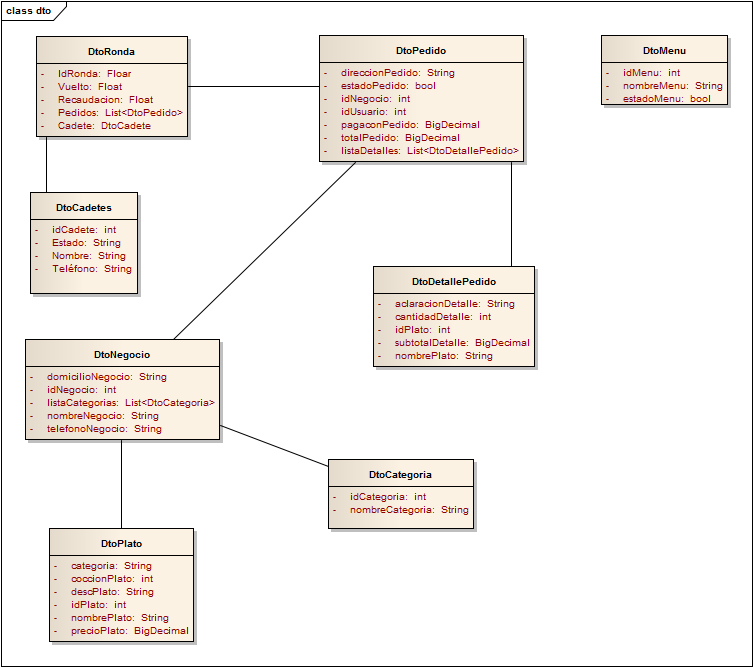 class dto
DtoRonda
- IdRonda: Floar
- Vuelto: Float
- Recaudacion: Float
- Pedidos: List<DtoPedido>
- Cadete: DtoCadete
DtoPedido
- direccionPedido: String
- estadoPedido: bool
- idNegocio: int
- idUsuario: int
- pagaconPedido: BigDecimal
- totalPedido: BigDecimal
- listaDetalles: List<DtoDetallePedido>
DtoMenu
- idMenu: int
- nombreMenu: String
- estadoMenu: bool
DtoCadetes
- idCadete: int
- Estado: String
- Nombre: String
- Teléfono: String
DtoDetallePedido
- aclaracionDetalle: String
- cantidadDetalle: int
- idPlato: int
- subtotalDetalle: BigDecimal
- nombrePlato: String
DtoNegocio
- domicilioNegocio: String
- idNegocio: int
- listaCategorias: List<DtoCategoria>
- nombreNegocio: String
- telefonoNegocio: String
DtoCategoria
- idCategoria: int
- nombreCategoria: String
DtoPlato
- categoria: String
- coccionPlato: int
- descPlato: String
- idPlato: int
- nombrePlato: String
- precioPlato: BigDecimal